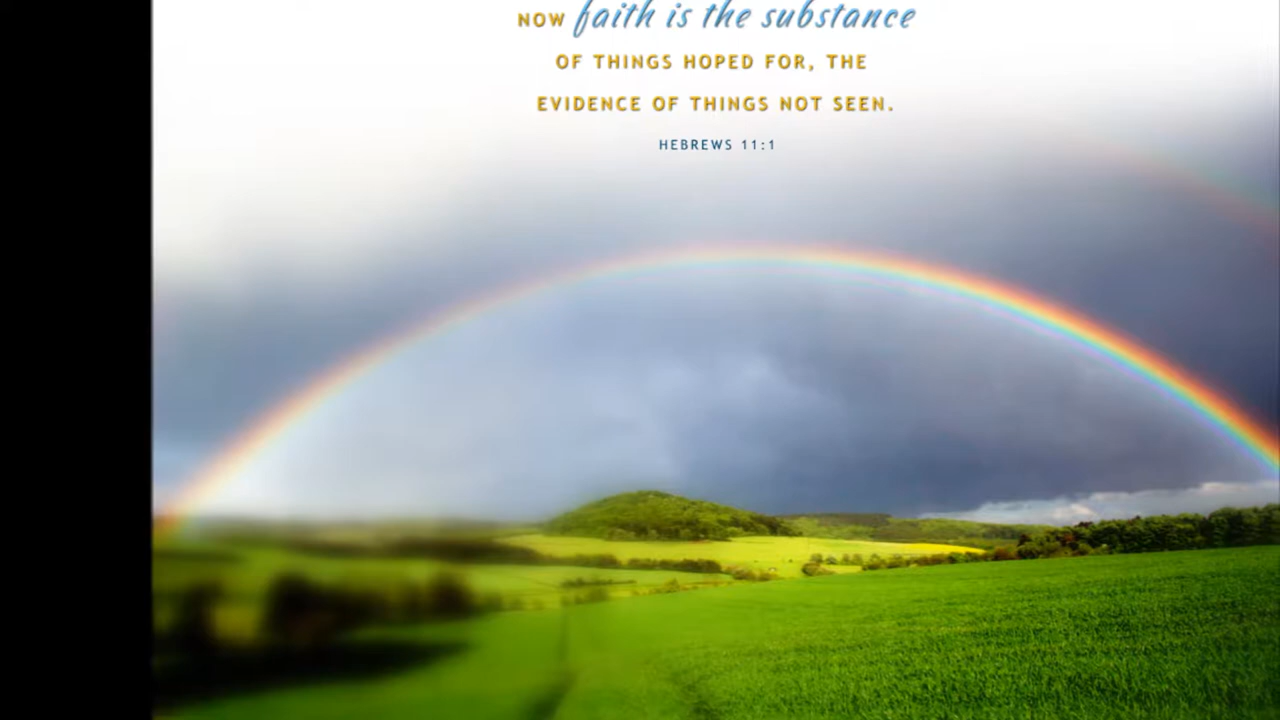 NOW faith is the substance
OF THINGS HOPED FOR, THE
EVIDENCE OF THINGS NOT SEEN.
HEBREWS 11:1